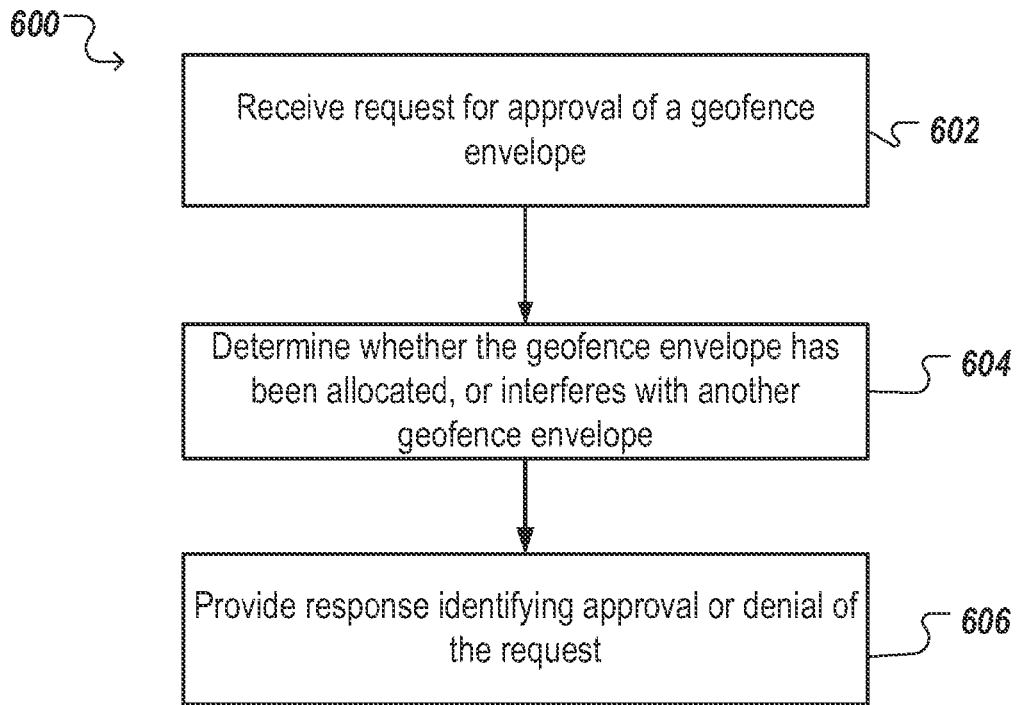 600
Receive request for approval of a geofence
envelope
602
Determine whether the geofence envelope has
been allocated, or interferes with another
geofence envelope
604
Provide response identifying approval or denial of
the request
606